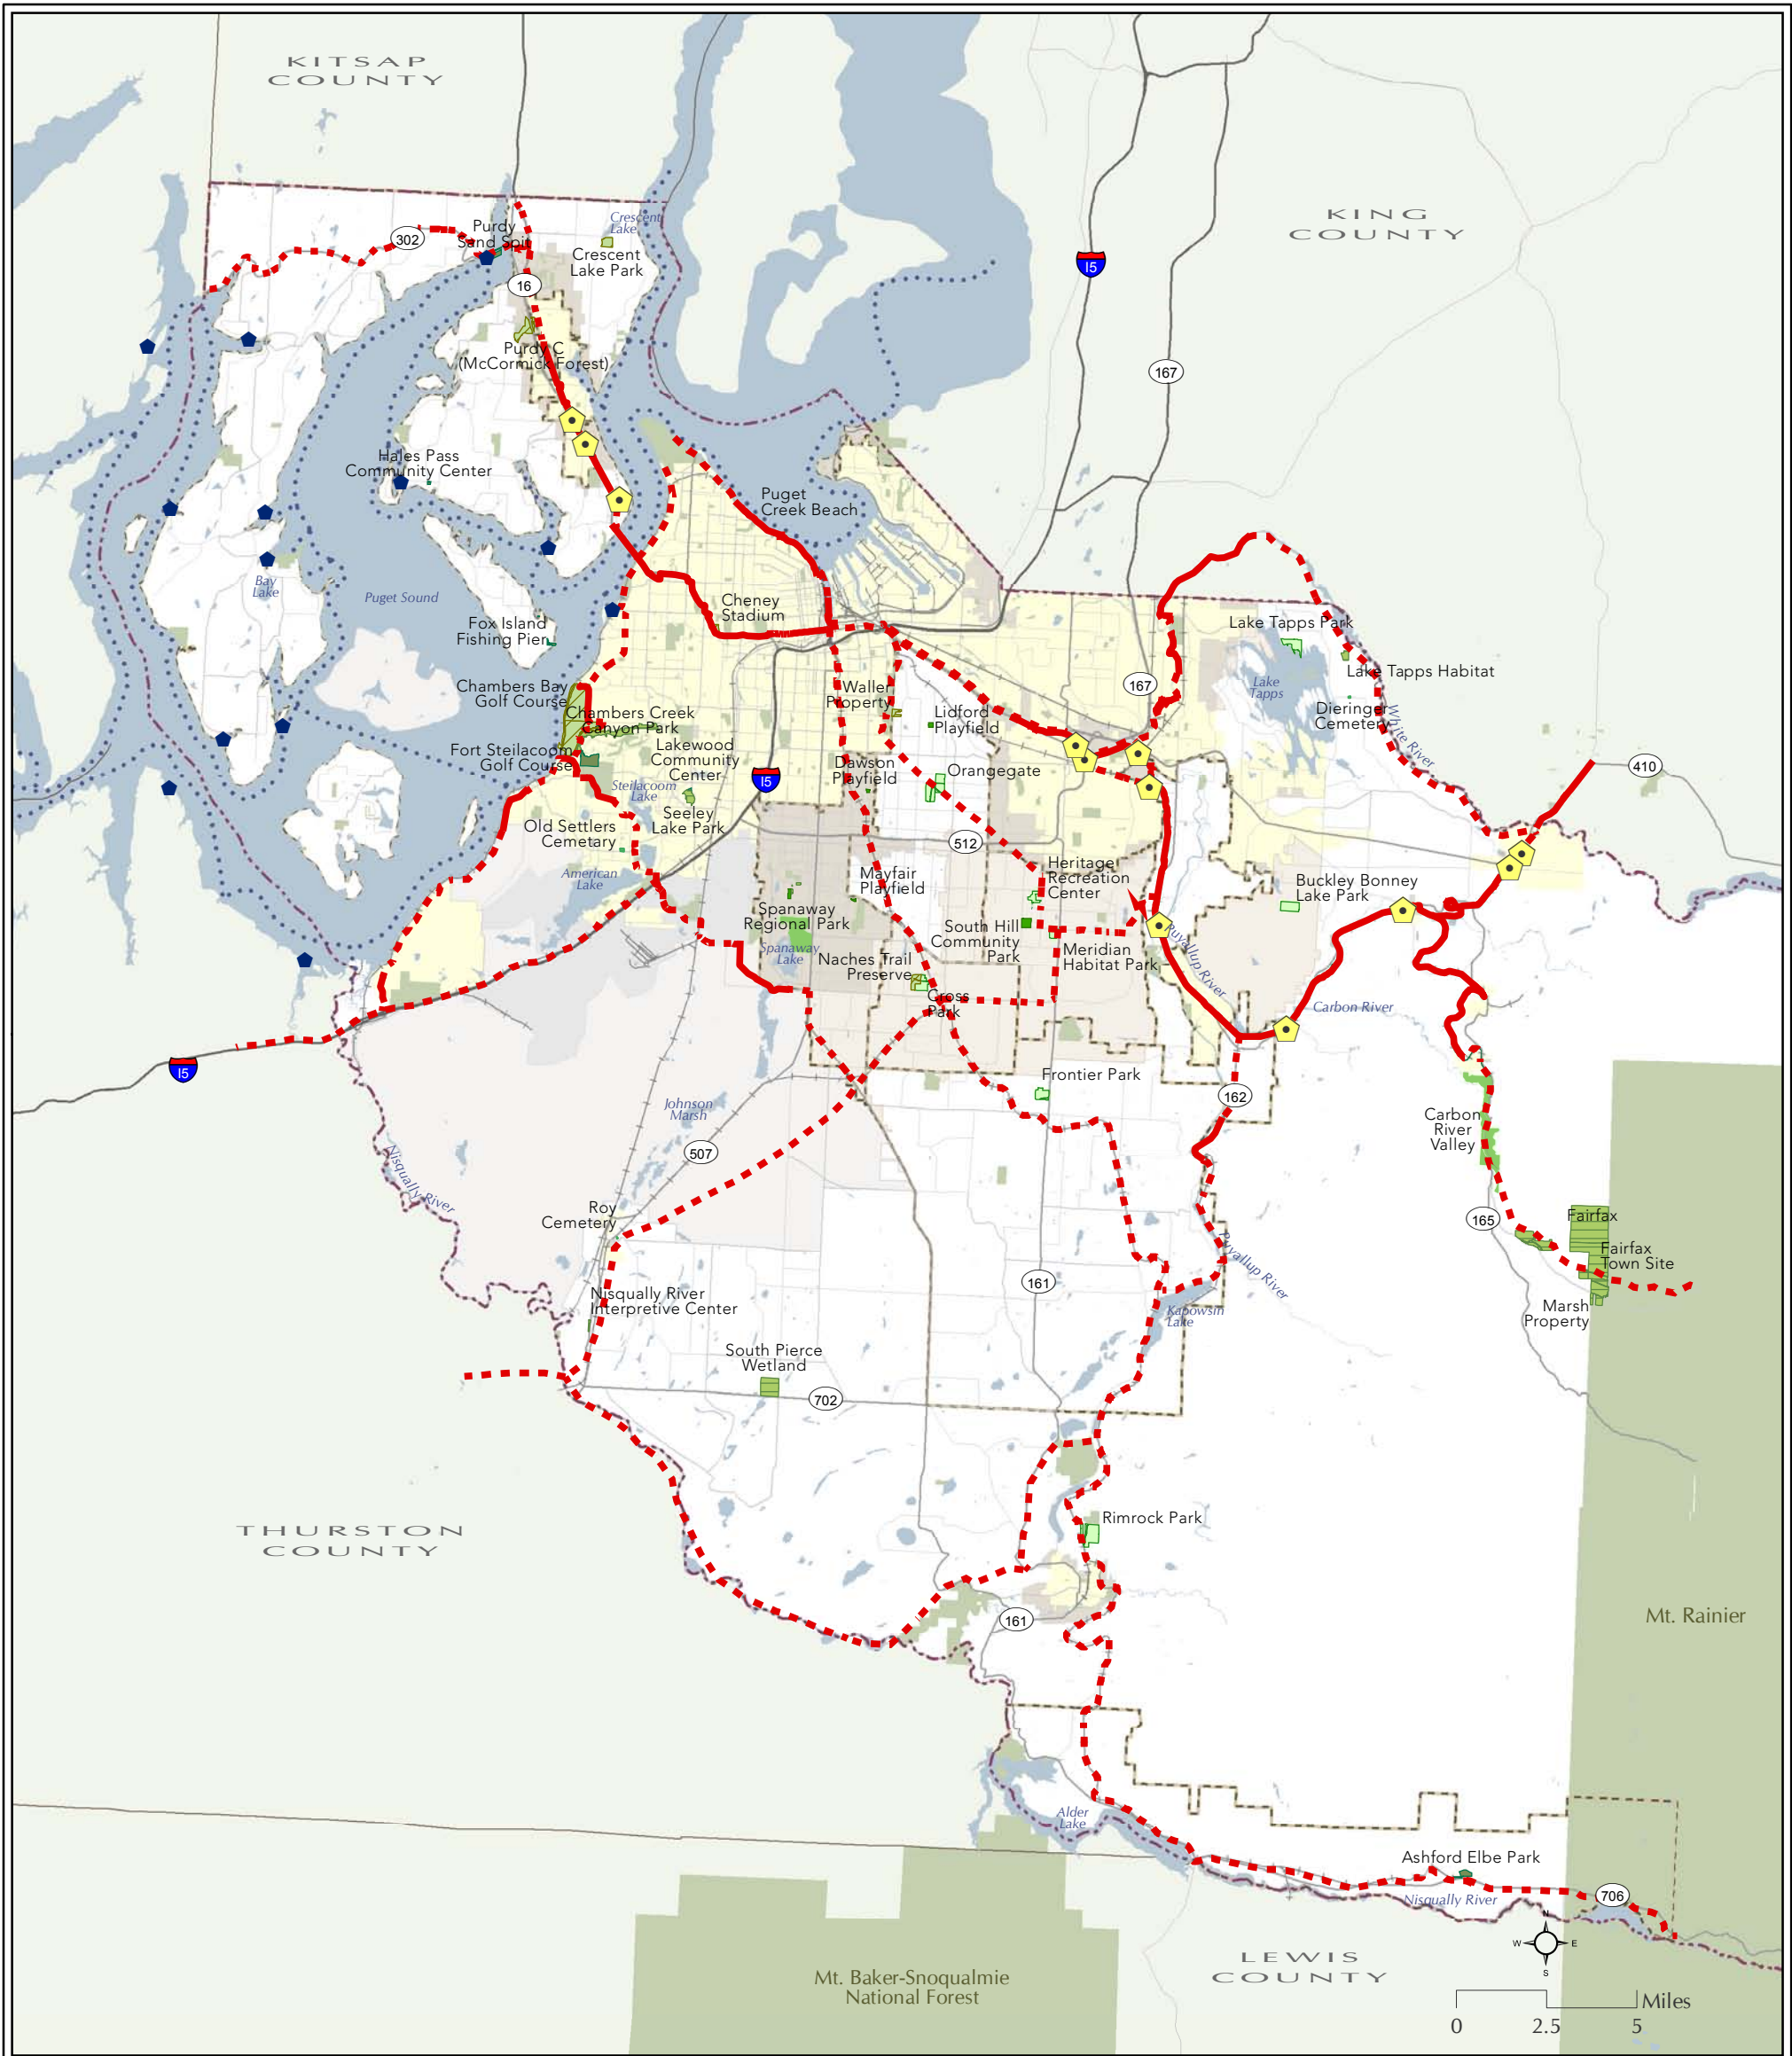 KITSAP
COUNTY
KING
COUNTY
302
Purdy
Sand Spit
Crescent
Lake
Crescent
Lake Park
16
I5
167
Purdy C
(McCormick Forest)
Hales Pass
Community Center
Puget
Creek Beach
Bay
Lake
Puget Sound
Cheney
Stadium
Fox Island
Fishing Pier
Lake Tapps Park
Lake Tapps Habitat
Lake
Tapps
167
Chambers Bay
Golf Course
Waller
Property
Lidford
Playfield
Dieringer
Cemetery
White River
Chambers Creek
Canyon Park
Fort Steilacoom
Golf Course
Lakewood
Community
Center
Dawson
Playfield
Orangegate
I5
410
Steilacoom
Lake
Seeley
Lake Park
Old Settlers
Cemetary
512
American
Lake
Mayfair
Playfield
Heritage
Recreation
Center
Buckley Bonney
Lake Park
Spanaway
Regional Park
Spanaway
Lake
South Hill
Community
Park
Meridian
Habitat Park
Puyallup River
Naches Trail
Preserve
Cross
Park
Carbon River
I5
Frontier Park
162
Johnson
Marsh
507
Carbon
River
Valley
Nisqually River
Roy
Cemetery
165
Fairfax
Fairfax
Town Site
Puyallup River
161
Nisqually River
Interpretive Center
Kapowsin
Lake
Marsh
Property
South Pierce
Wetland
702
THURSTON
COUNTY
Rimrock Park
161
Mt. Rainier
Alder
Lake
Ashford Elbe Park
Nisqually River
706
N
W
E
S
LEWIS
COUNTY
Mt. Baker-Snoqualmie
National Forest
Miles
0 2.5 5